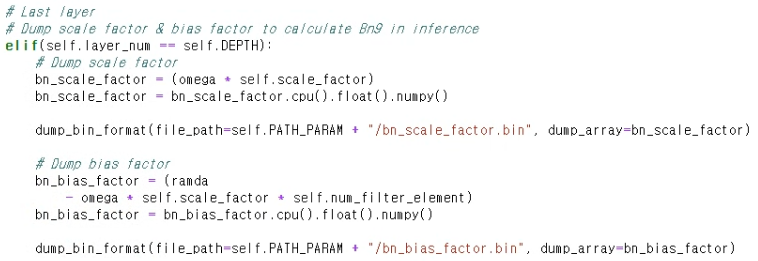 # Last layer
# Dump scale factor & bias factor to calculate Bn9 in inference
elif(self.layer_num == self.DEPTH):
    # Dump scale factor
    bn_scale_factor = (omega * self.scale_factor)
    bn_scale_factor = bn_scale_factor.cpu().float().numpy()

    dump_bin_format(file_path=self.PATH_PARAM + "/bn_scale_factor.bin", dump_array=bn_scale_factor)

    # Dump bias factor
    bn_bias_factor = (ramda
        - omega * self.scale_factor * self.num_filter_element)
    bn_bias_factor = bn_bias_factor.cpu().float().numpy()

    dump_bin_format(file_path=self.PATH_PARAM + "/bn_bias_factor.bin", dump_array=bn_bias_factor)